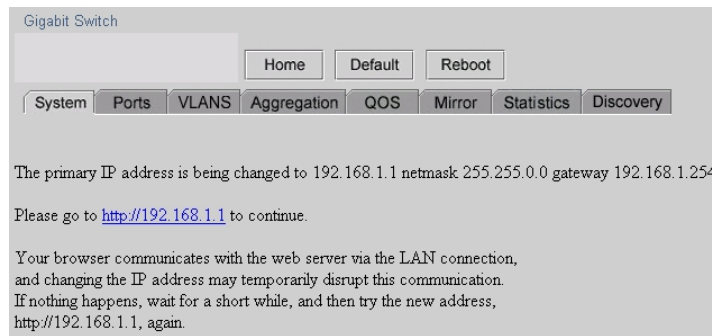 Gigabit Switch
Home Default Reboot
System Ports VLANS Aggregation QOS Mirror Statistics Discovery
The primary IP address is being changed to 192.168.1.1 netmask 255.255.0.0 gateway 192.168.1.254
Please go to http://192.168.1.1 to continue.
Your browser communicates with the web server via the LAN connection,
and changing the IP address may temporarily disrupt this communication.
If nothing happens, wait for a short while, and then try the new address,
http://192.168.1.1, again.